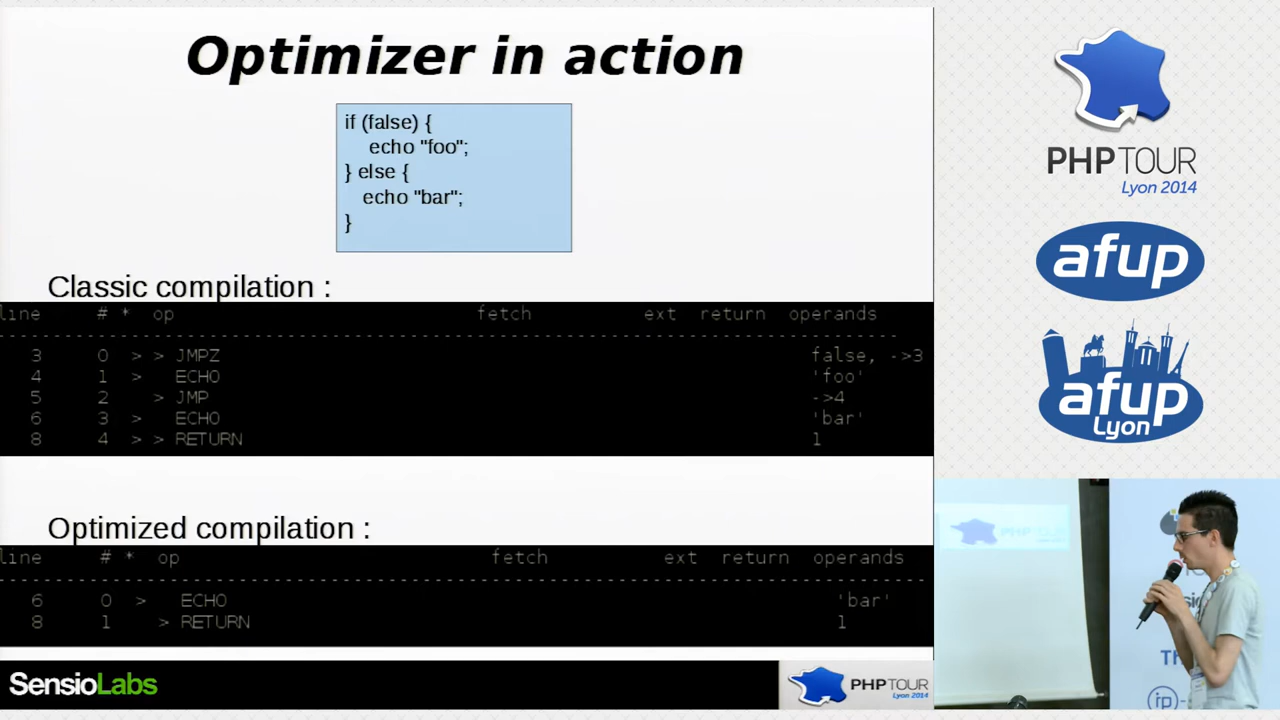 Optimizer in action
if (false) {
echo "foo";
} else {
echo "bar";
}
Classic compilation :
line # * op fetch ext return operands
3 0 > > JMPZ false, ->3
4 1 > ECHO 'foo'
5 2 > JMP ->4
6 3 > ECHO 'bar'
8 4 > > RETURN 1
Optimized compilation :
line # * op fetch ext return operands
6 0 > ECHO 'bar'
8 1 > RETURN 1
SensioLabs
PHPTOUR
Lyon 2014
PHPTOUR
Lyon 2014
afup
afup
Lyon
PHPTOUR